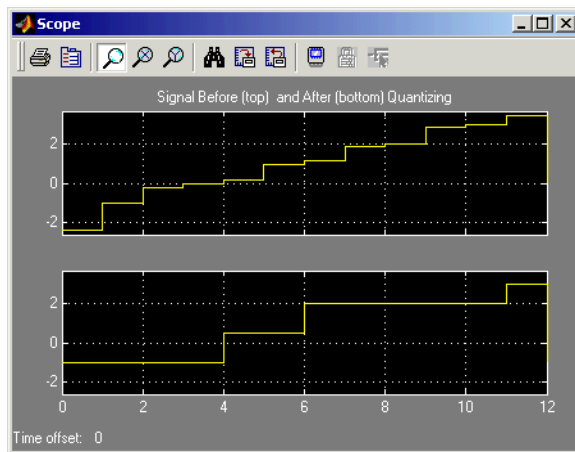 Scope
Signal Before (top) and After (bottom) Quantizing
2
0
-2
2
0
-2
0 2 4 6 8 10 12
Time offset: 0